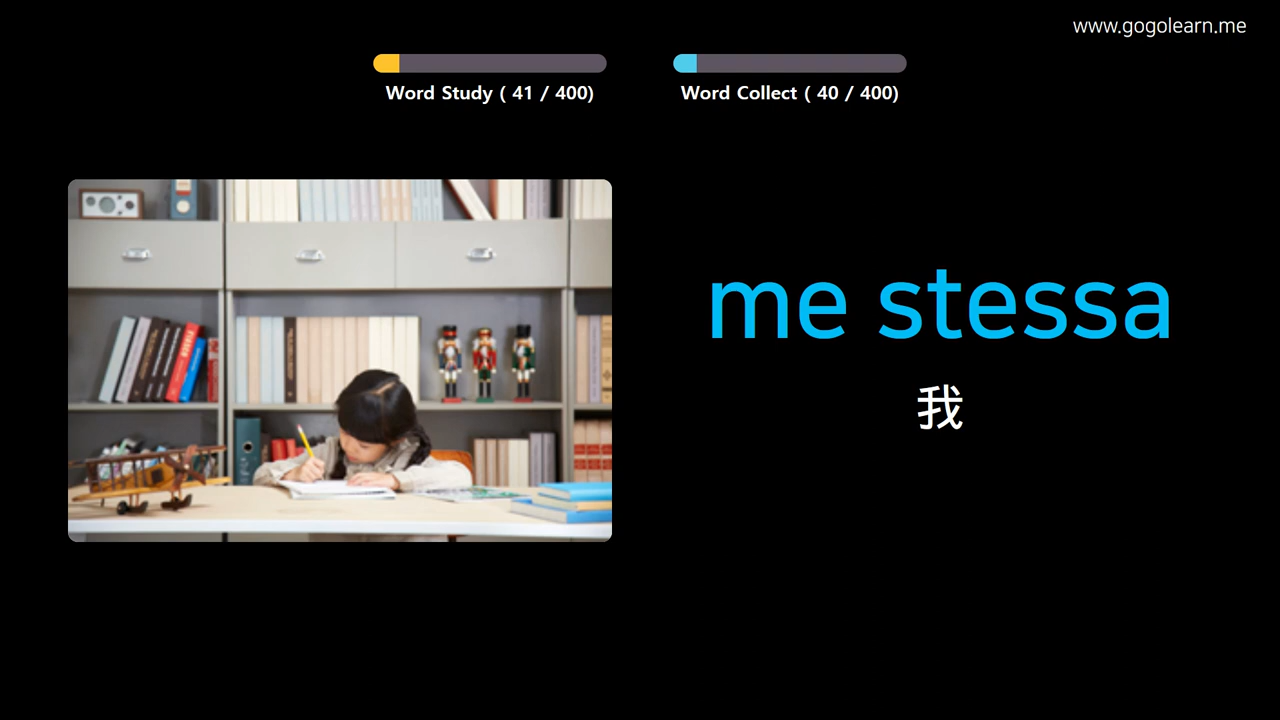 www.gogolearn.me
Word Study ( 41 / 400)
Word Collect ( 40 / 400)
me stessa
我